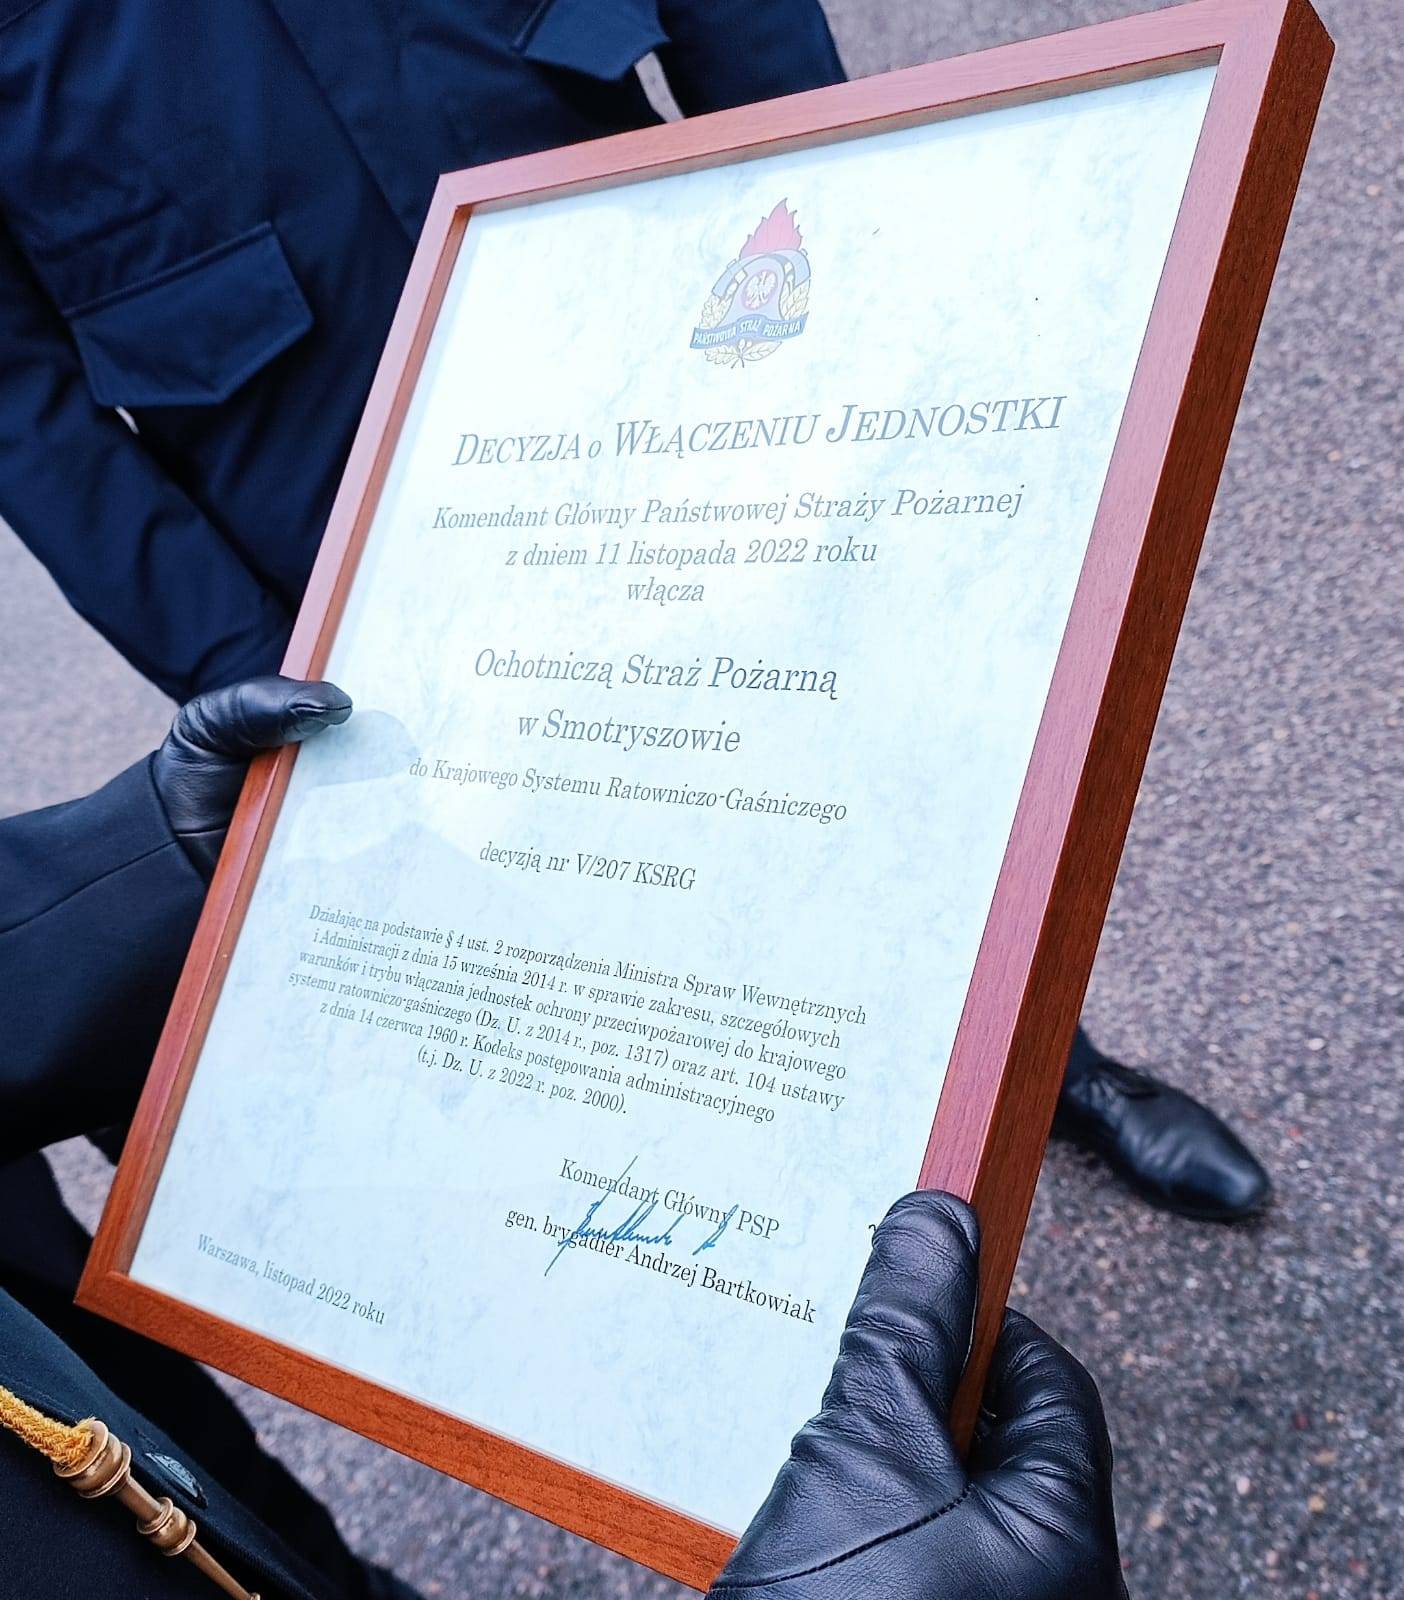 PAŃSTWOWA STRAŻ POŻARNA
DECYZJA O WŁĄCZENIU JEDNOSTKI
Komendant Główny Państwowej Straży Pożarnej
z dniem 11 listopada 2022 roku
włącza
Ochotniczą Straż Pożarną
w Smotryszowie
do Krajowego Systemu Ratowniczo-Gaśniczego
decyzją nr V/207 KSRG
Działając na podstawie § 4 ust. 2 rozporządzenia Ministra Spraw Wewnętrznych
i Administracji z dnia 15 września 2014 r. w sprawie zakresu, szczegółowych
warunków i trybu włączania jednostek ochrony przeciwpożarowej do krajowego
systemu ratowniczo-gaśniczego (Dz. U. z 2014 r., poz. 1317) oraz art. 104 ustawy
z dnia 14 czerwca 1960 r. Kodeks postępowania administracyjnego
(t.j. Dz. U. z 2022 r. poz. 2000).
Komendant Główny PSP
gen. brygadier Andrzej Bartkowiak
Warszawa, listopad 2022 roku